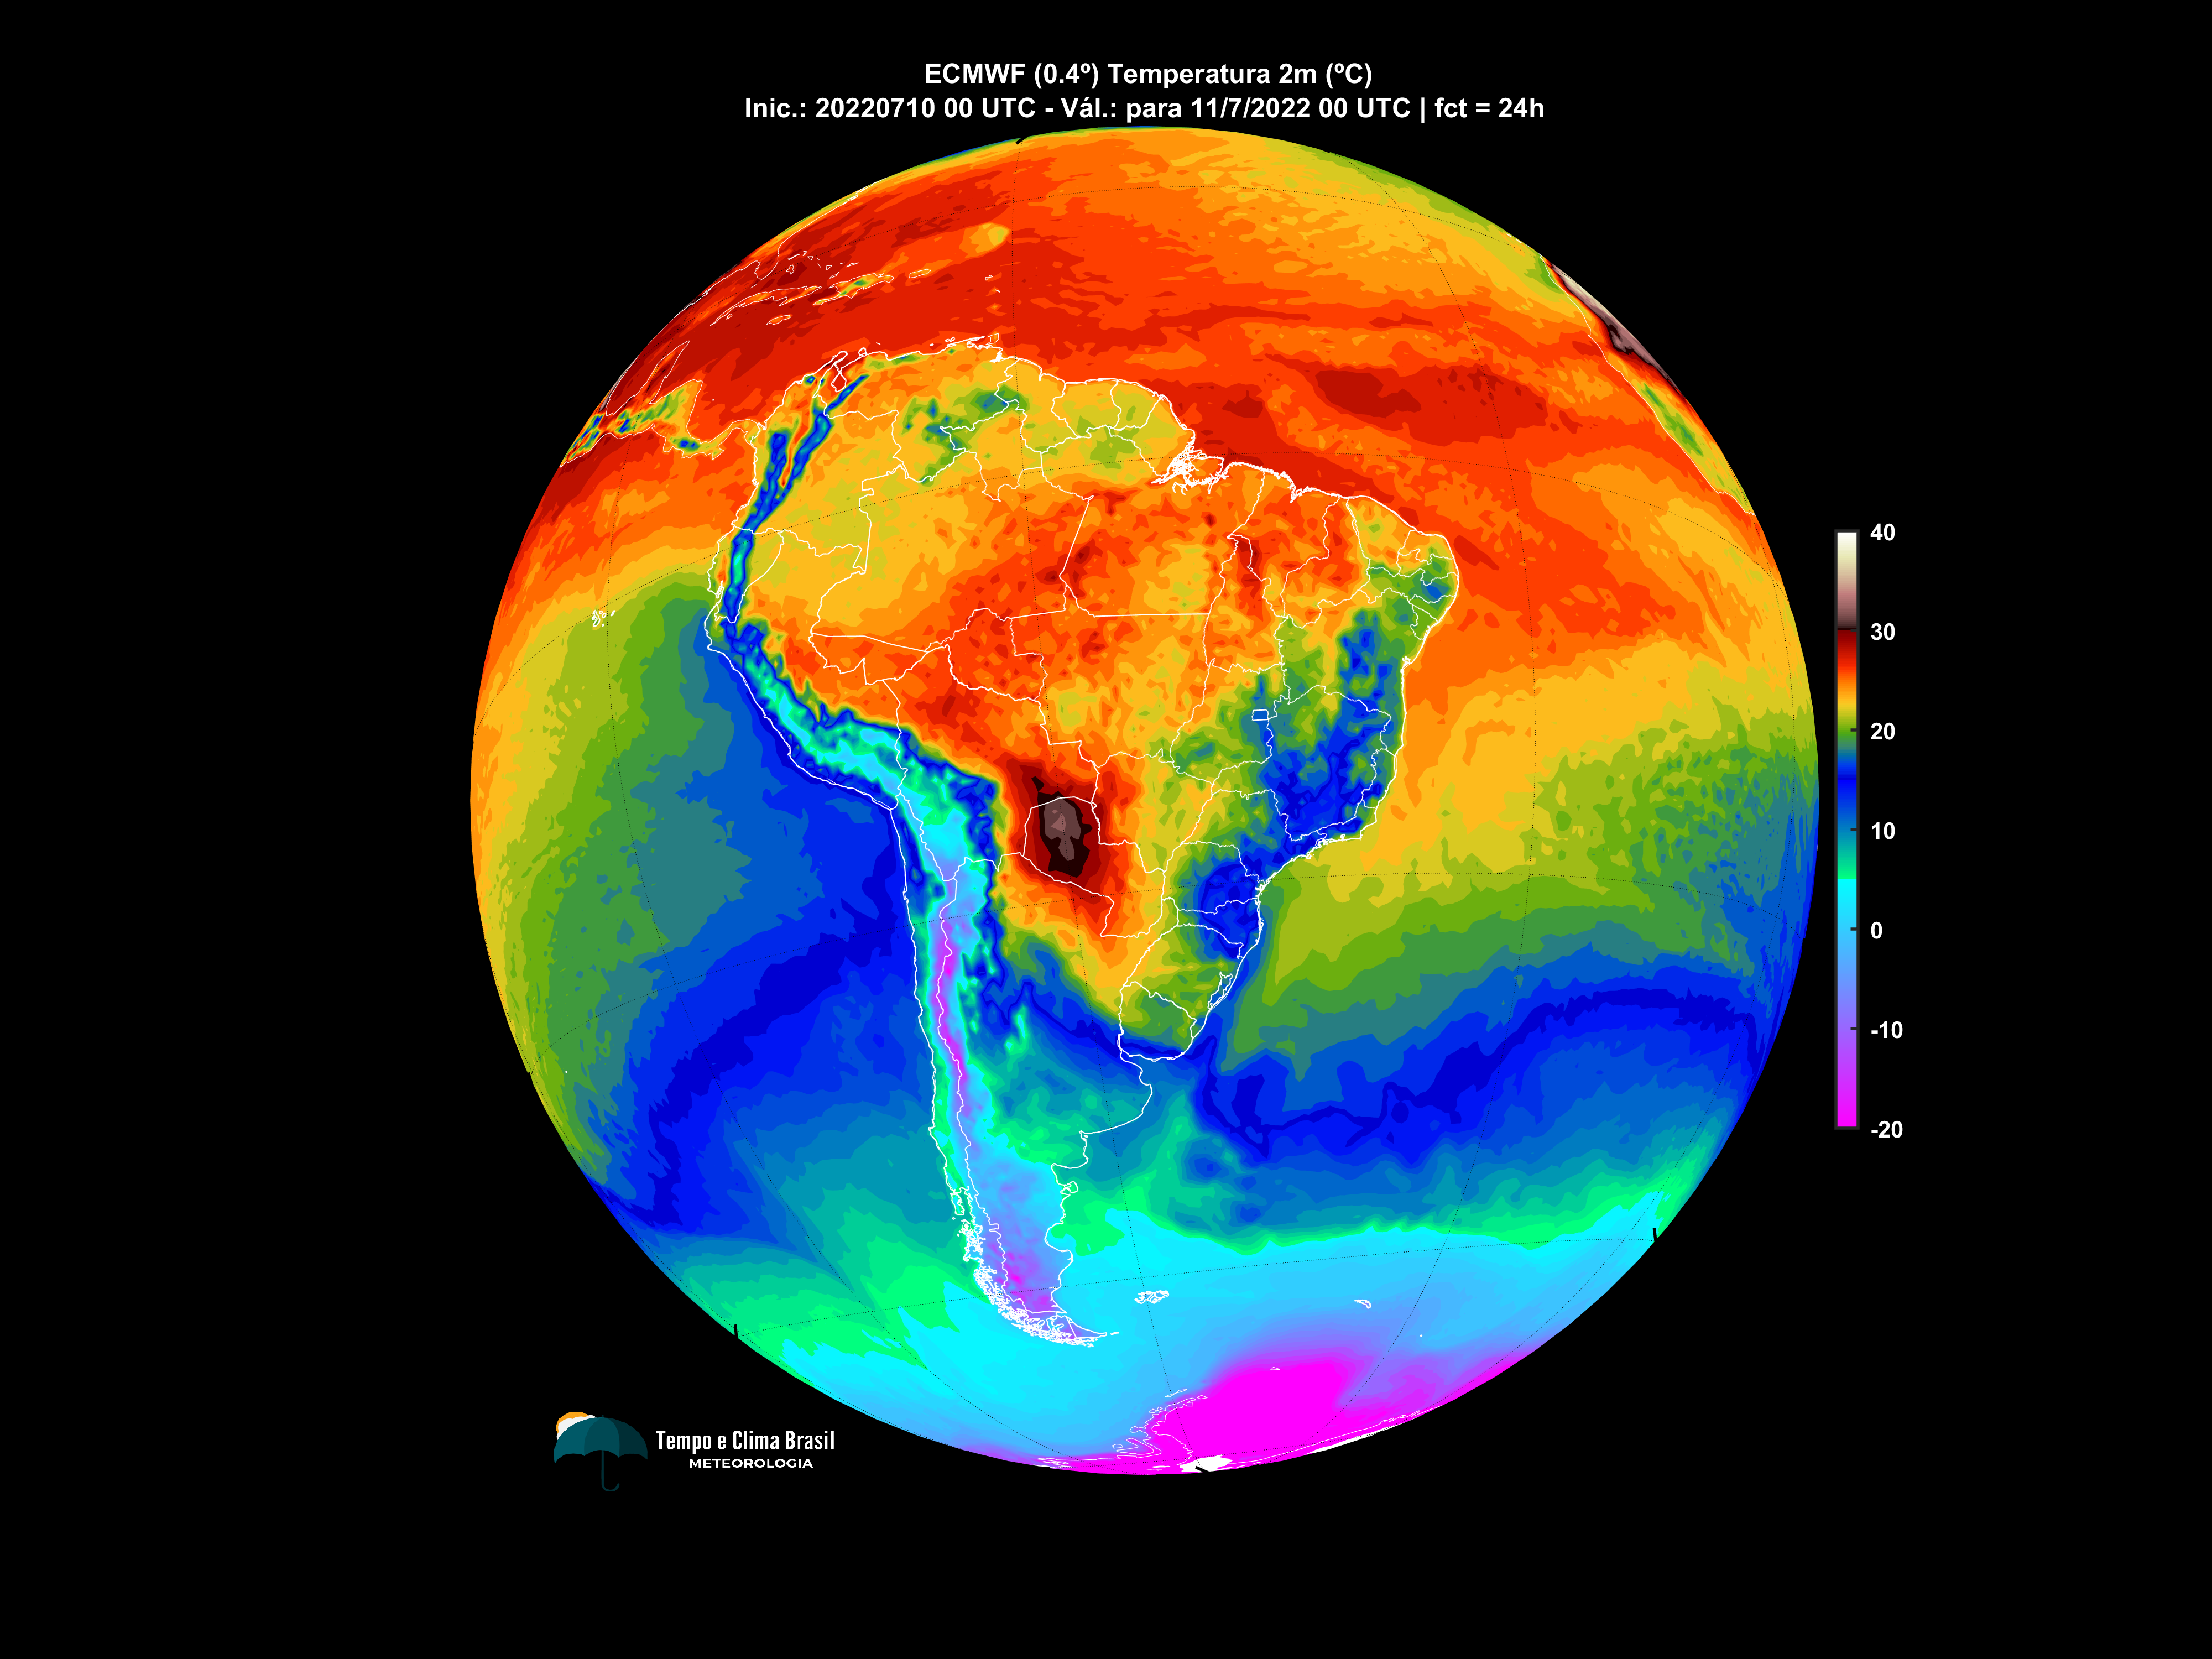 ECMWF (0.4º) Temperatura 2m (ºC)
Inic.: 20220710 00 UTC - Vál.: para 11/7/2022 00 UTC | fct = 24h
40
30
20
10
0
-10
-20
Tempo e Clima Brasil
METEOROLOGIA